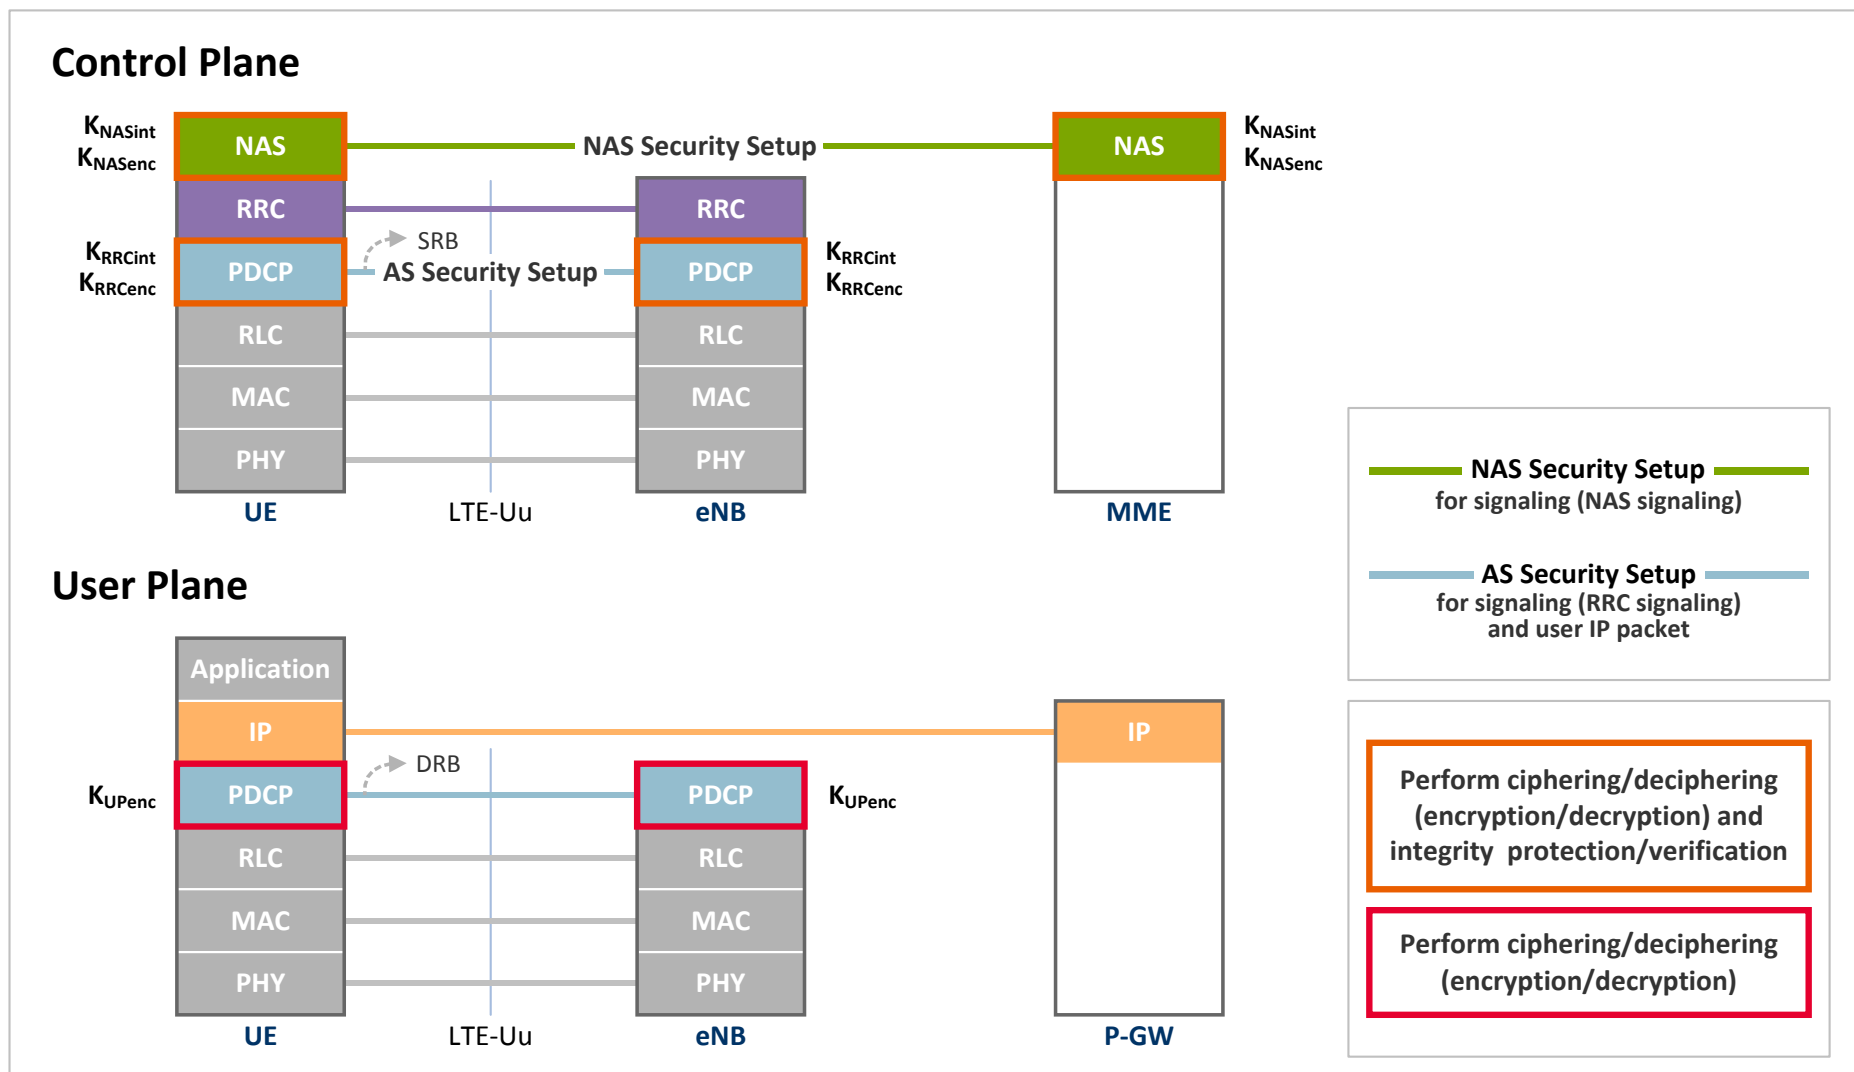 Control Plane
KNASint
KNASenc
NAS
NAS Security Setup
NAS
KNASint
KNASenc
RRC
RRC
SRB
KRRCint
KRRCenc
PDCP
AS Security Setup
PDCP
KRRCint
KRRCenc
RLC
RLC
MAC
MAC
PHY
PHY
UE
LTE-Uu
eNB
MME
User Plane
Application
IP
IP
DRB
KUPenc
PDCP
PDCP
KUPenc
RLC
RLC
MAC
MAC
PHY
PHY
UE
LTE-Uu
eNB
P-GW
NAS Security Setup
for signaling (NAS signaling)
AS Security Setup
for signaling (RRC signaling)
and user IP packet
Perform ciphering/deciphering
(encryption/decryption) and
integrity protection/verification
Perform ciphering/deciphering
(encryption/decryption)